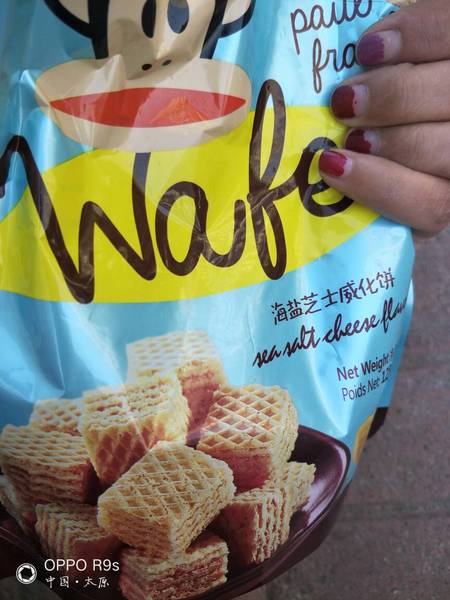 paul
fra
Wafe
海盐芝士威化饼
sea salt cheese flav
Net Weight
Poids Net 12
OPPO R9s
中国·太原